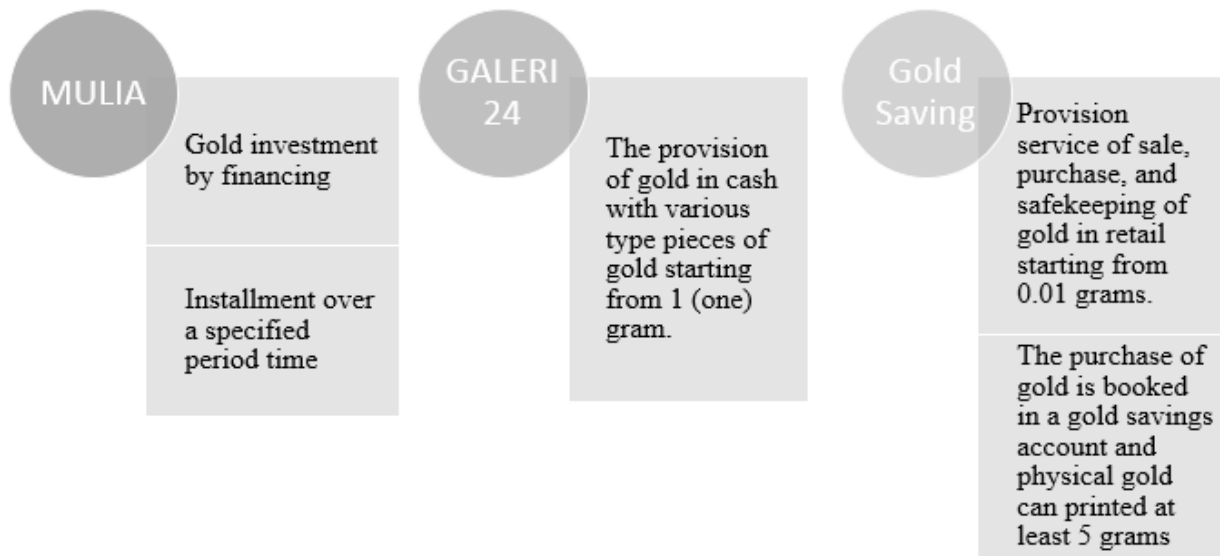 MULIA
Gold investment
by financing
Installment over
a specified
period time
GALERI
24
The provision
of gold in cash
with various
type pieces of
gold starting
from 1 (one)
gram.
Gold
Saving
Provision
service of sale,
purchase, and
safekeeping of
gold in retail
starting from
0.01 grams.
The purchase of
gold is booked
in a gold savings
account and
physical gold
can printed at
least 5 grams